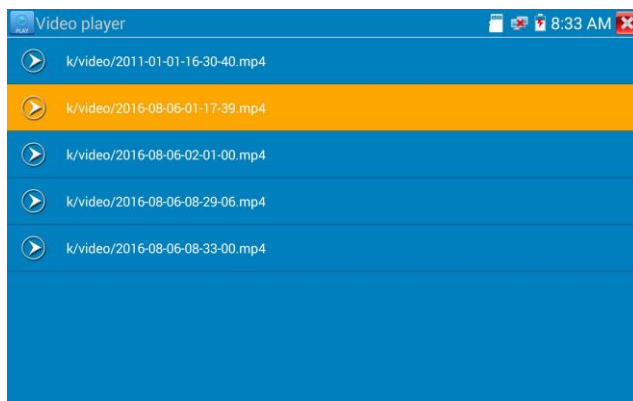 PLAY Video player 8:33 AM
k/video/2011-01-01-16-30-40.mp4
k/video/2016-08-06-01-17-39.mp4
k/video/2016-08-06-02-01-00.mp4
k/video/2016-08-06-08-29-06.mp4
k/video/2016-08-06-08-33-00.mp4